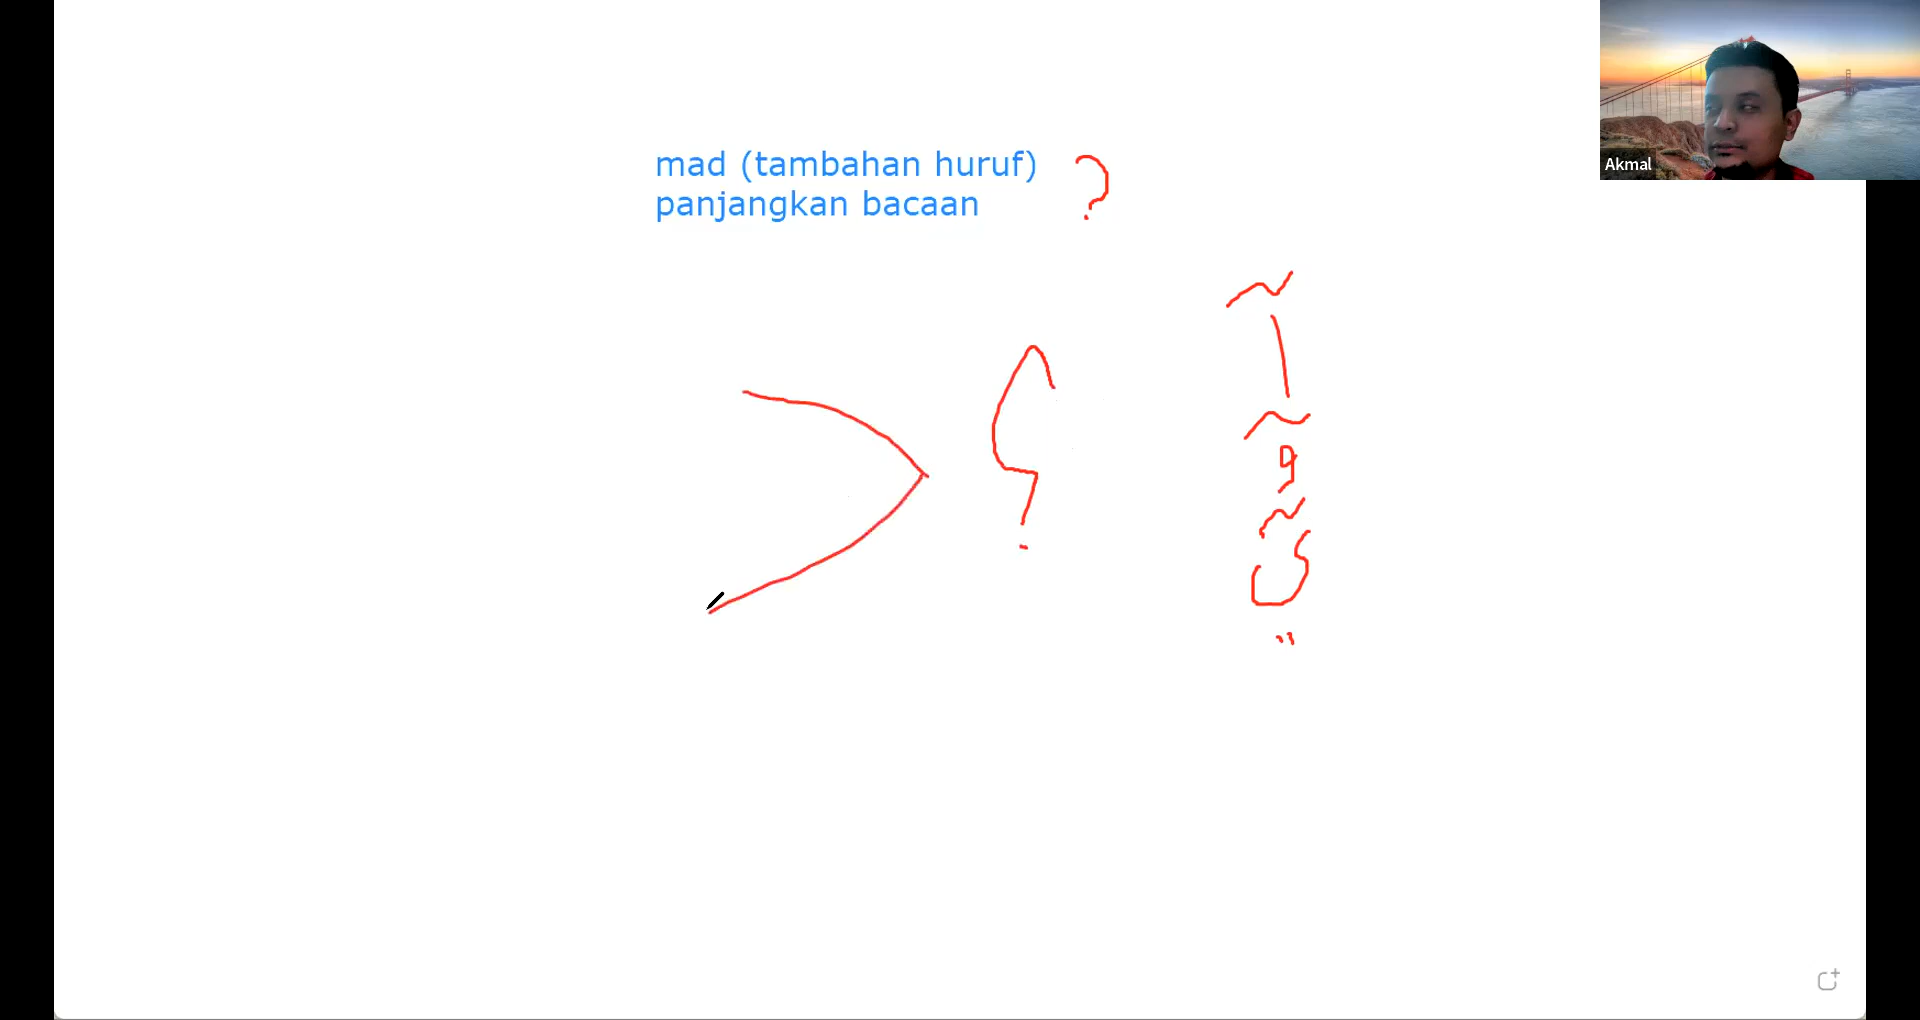 mad (tambahan huruf) ?
panjangkan bacaan
آ
وٓ
يٓ
ء
?
Akmal